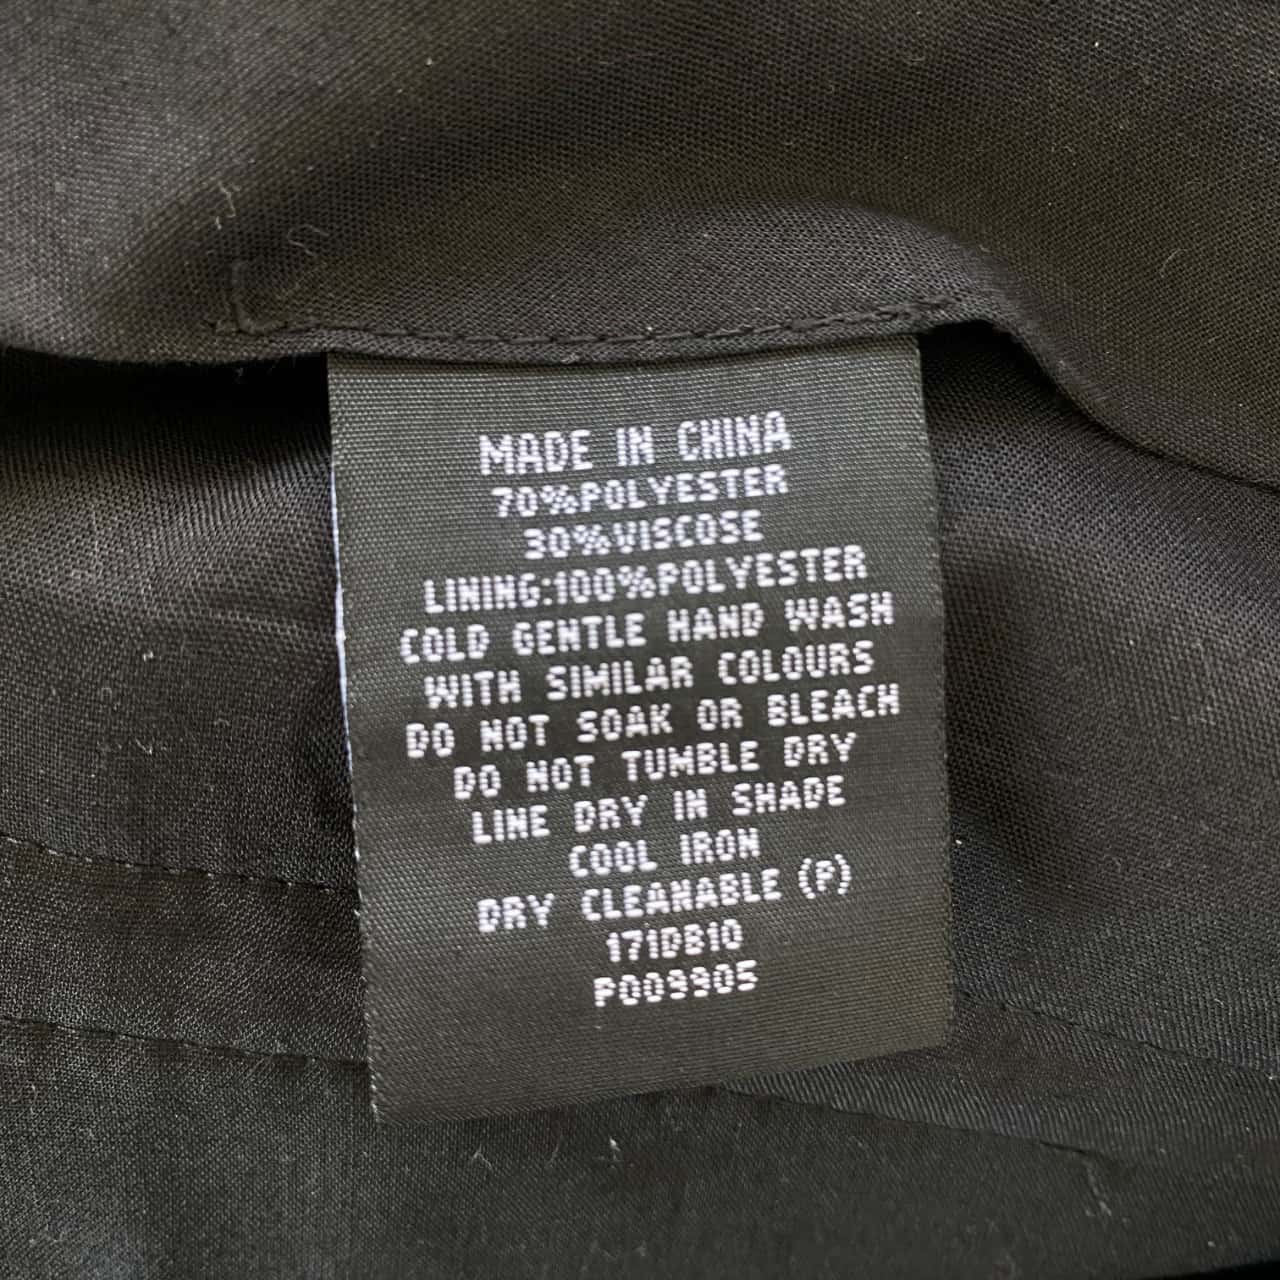 MADE IN CHINA
70%POLYESTER
30%VISCOSE
LINING:100%POLYESTER
COLD GENTLE HAND WASH
WITH SIMILAR COLOURS
DO NOT SOAK OR BLEACH
DO NOT TUMBLE DRY
LINE DRY IN SHADE
COOL IRON
DRY CLEANABLE (P)
171DB10
P009905